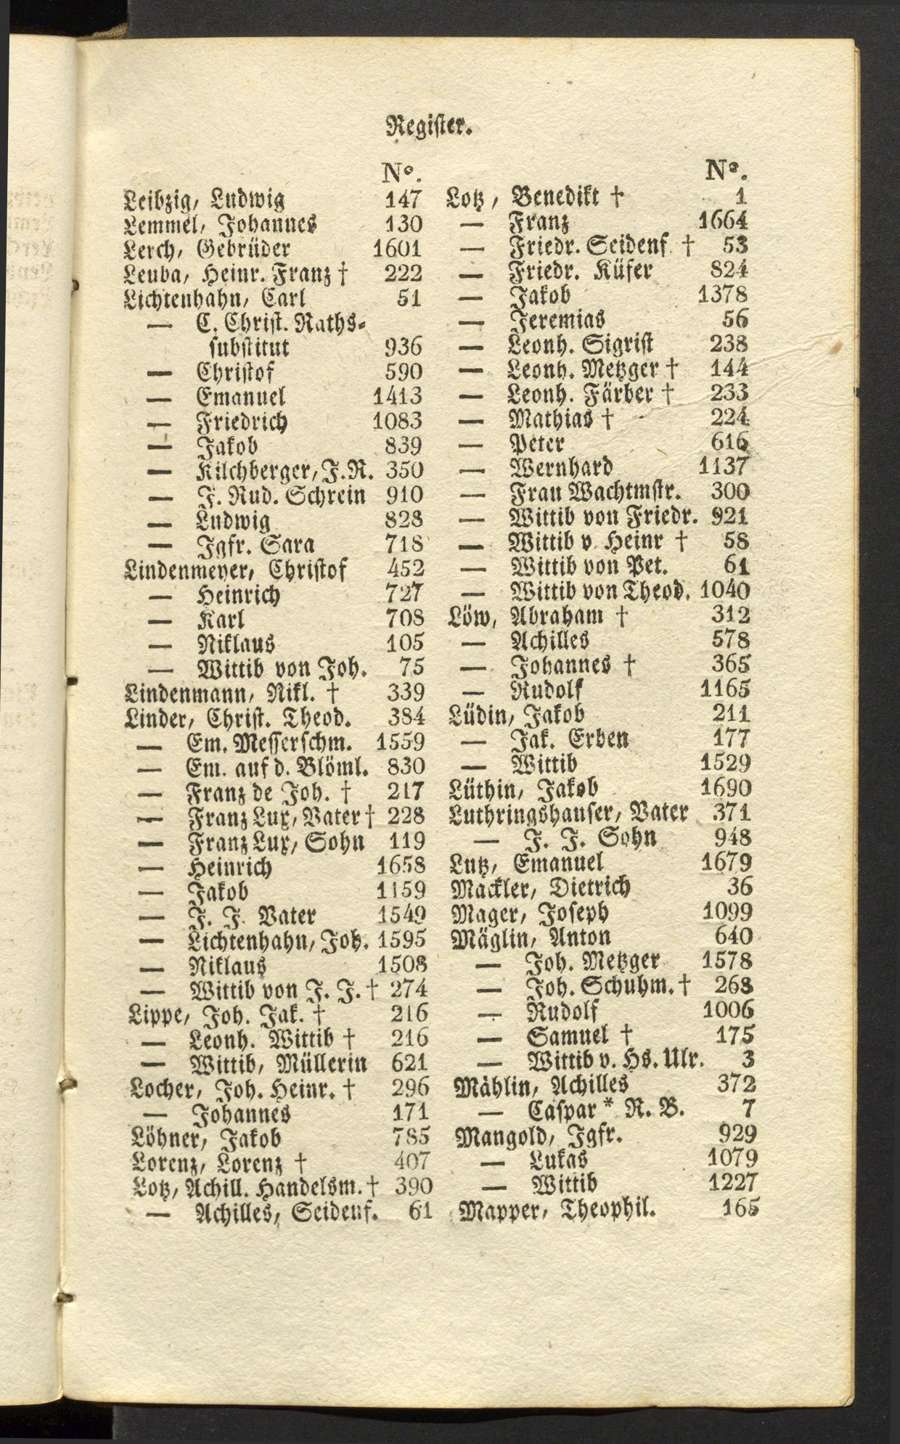 Register.
Nº.
Leibzig, Ludwig 147
Lemmel, Johannes 130
Lerch, Gebrüder 1601
Leuba, Heinr. Franz † 222
Lichtenhahn, Carl 51
— C. Christ. Raths-
substitut 936
— Christof 590
— Emanuel 1413
— Friedrich 1083
— Jakob 839
— Kilchberger, J. R. 350
— J. Rud. Schrein 910
— Ludwig 828
— Jgfr. Sara 718
Lindenmeyer, Christof 452
— Heinrich 727
— Karl 708
— Niklaus 105
— Wittib von Joh. 75
Lindenmann, Nikl. † 339
Linder, Christ. Theod. 384
— Em. Messerschm. 1559
— Em. auf d. Blöml. 830
— Franz de Joh. † 217
— Franz Lux, Vater † 228
— Franz Lux, Sohn 119
— Heinrich 1658
— Jakob 1159
— J. J. Vater 1549
— Lichtenhahn, Joh. 1595
— Niklaus 1508
— Wittib von J. J. † 274
Lippe, Joh. Jak. † 216
— Leonh. Wittib † 216
— Wittib, Müllerin 621
Locher, Joh. Heinr. † 296
— Johannes 171
Löhner, Jakob 785
Lorenz, Lorenz † 407
Lotz, Achill. Handelsm. † 390
— Achilles, Seidenf. 61
Nº.
Lotz, Benedikt † 1
— Franz 1664
— Friedr. Seidenf. † 53
— Friedr. Küfer 824
— Jakob 1378
— Jeremias 56
— Leonh. Sigrist 238
— Leonh. Metzger † 144
— Leonh. Färber † 233
— Mathias † 224
— Peter 616
— Wernhard 1137
— Frau Wachtmstr. 300
— Wittib von Friedr. 921
— Wittib v. Heinr † 58
— Wittib von Pet. 61
— Wittib von Theod. 1040
Löw, Abraham † 312
— Achilles 578
— Johannes † 365
— Rudolf 1165
Lüdin, Jakob 211
— Jak. Erben 177
— Wittib 1529
Lüthin, Jakob 1690
Luthringshauser, Vater 371
— J. J. Sohn 948
Lutz, Emanuel 1679
Mackler, Dietrich 36
Mager, Joseph 1099
Mäglin, Anton 640
— Joh. Metzger 1578
— Joh. Schuhm. † 268
— Rudolf 1006
— Samuel † 175
— Wittib v. Hs. Ulr. 3
Mählin, Achilles 372
— Caspar * R. B. 7
Mangold, Jgfr. 929
— Lukas 1079
— Wittib 1227
Mapper, Theophil. 165